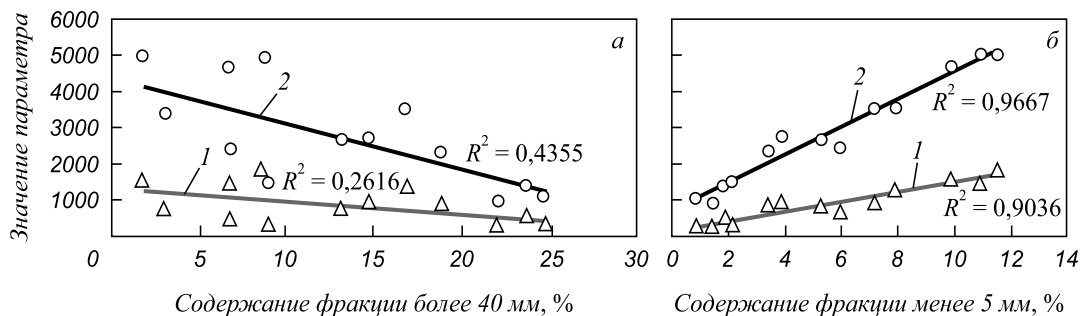 Значение параметра
6000
5000
4000
3000
2000
1000
а
2
1
R² = 0,4355
R² = 0,2616
0 5 10 15 20 25 30
Содержание фракции более 40 мм, %
б
2
1
R² = 0,9667
R² = 0,9036
0 2 4 6 8 10 12 14
Содержание фракции менее 5 мм, %